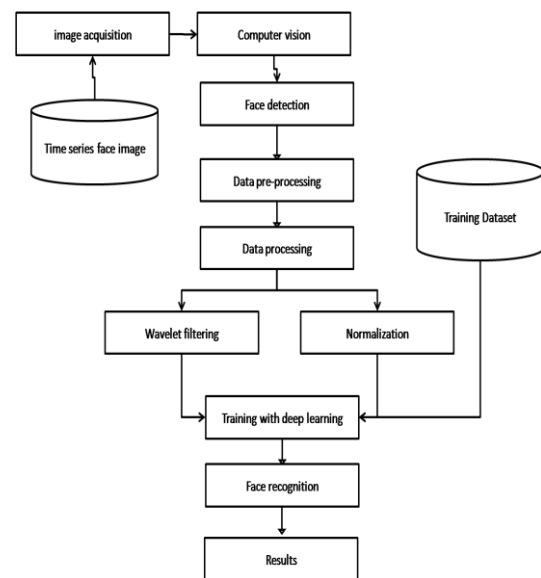 image acquisition
Computer vision
Face detection
Time series face image
Data pre-processing
Training Dataset
Data processing
Wavelet filtering
Normalization
Training with deep learning
Face recognition
Results